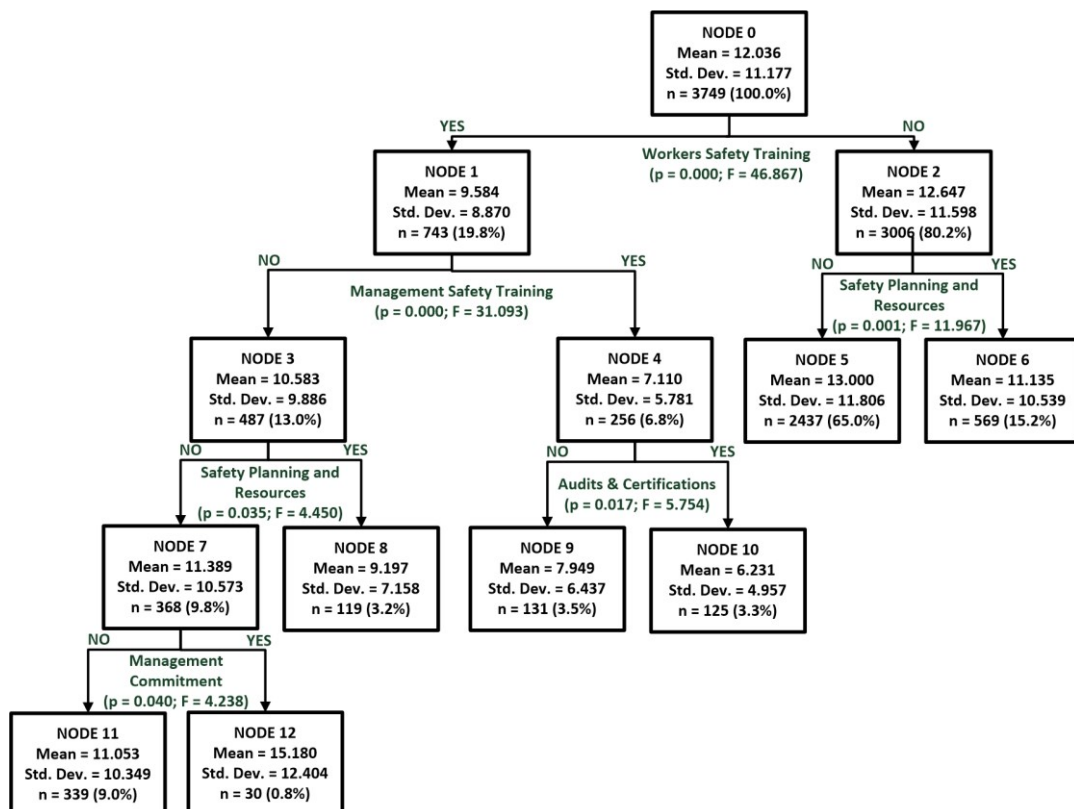 NODE 0
Mean = 12.036
Std. Dev. = 11.177
n = 3749 (100.0%)
YES
NO
Workers Safety Training
(p = 0.000; F = 46.867)
NODE 1
Mean = 9.584
Std. Dev. = 8.870
n = 743 (19.8%)
NODE 2
Mean = 12.647
Std. Dev. = 11.598
n = 3006 (80.2%)
NO
YES
Management Safety Training
(p = 0.000; F = 31.093)
NO
YES
Safety Planning and
Resources
(p = 0.001; F = 11.967)
NODE 3
Mean = 10.583
Std. Dev. = 9.886
n = 487 (13.0%)
NODE 4
Mean = 7.110
Std. Dev. = 5.781
n = 256 (6.8%)
NODE 5
Mean = 13.000
Std. Dev. = 11.806
n = 2437 (65.0%)
NODE 6
Mean = 11.135
Std. Dev. = 10.539
n = 569 (15.2%)
NO
YES
Safety Planning and
Resources
(p = 0.035; F = 4.450)
NO
YES
Audits & Certifications
(p = 0.017; F = 5.754)
NODE 7
Mean = 11.389
Std. Dev. = 10.573
n = 368 (9.8%)
NODE 8
Mean = 9.197
Std. Dev. = 7.158
n = 119 (3.2%)
NODE 9
Mean = 7.949
Std. Dev. = 6.437
n = 131 (3.5%)
NODE 10
Mean = 6.231
Std. Dev. = 4.957
n = 125 (3.3%)
NO
YES
Management
Commitment
(p = 0.040; F = 4.238)
NODE 11
Mean = 11.053
Std. Dev. = 10.349
n = 339 (9.0%)
NODE 12
Mean = 15.180
Std. Dev. = 12.404
n = 30 (0.8%)